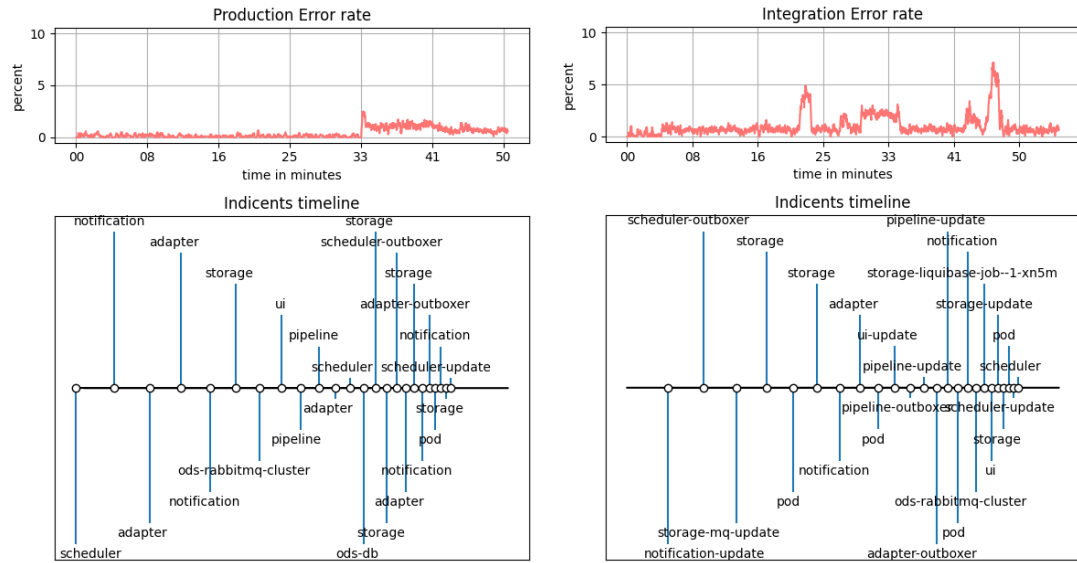 Production Error rate
10
5
0
percent
00 08 16 25 33 41 50
time in minutes
Indicents timeline
notification
storage
adapter
scheduler-outboxer
storage
storage
ui
adapter-outboxer
pipeline
notification
scheduler
scheduler-update
adapter
storage
pipeline
pod
ods-rabbitmq-cluster
notification
notification
adapter
adapter
storage
scheduler
ods-db
Integration Error rate
10
5
0
percent
00 08 16 25 33 41 50
time in minutes
Indicents timeline
scheduler-outboxer
pipeline-update
storage
notification
storage
storage-liquibase-job--1-xn5m
adapter
storage-update
ui-update
pod
pipeline-update
scheduler
pipeline-outboxer
scheduler-update
pod
storage
notification
ui
pod
ods-rabbitmq-cluster
storage-mq-update
pod
notification-update
adapter-outboxer